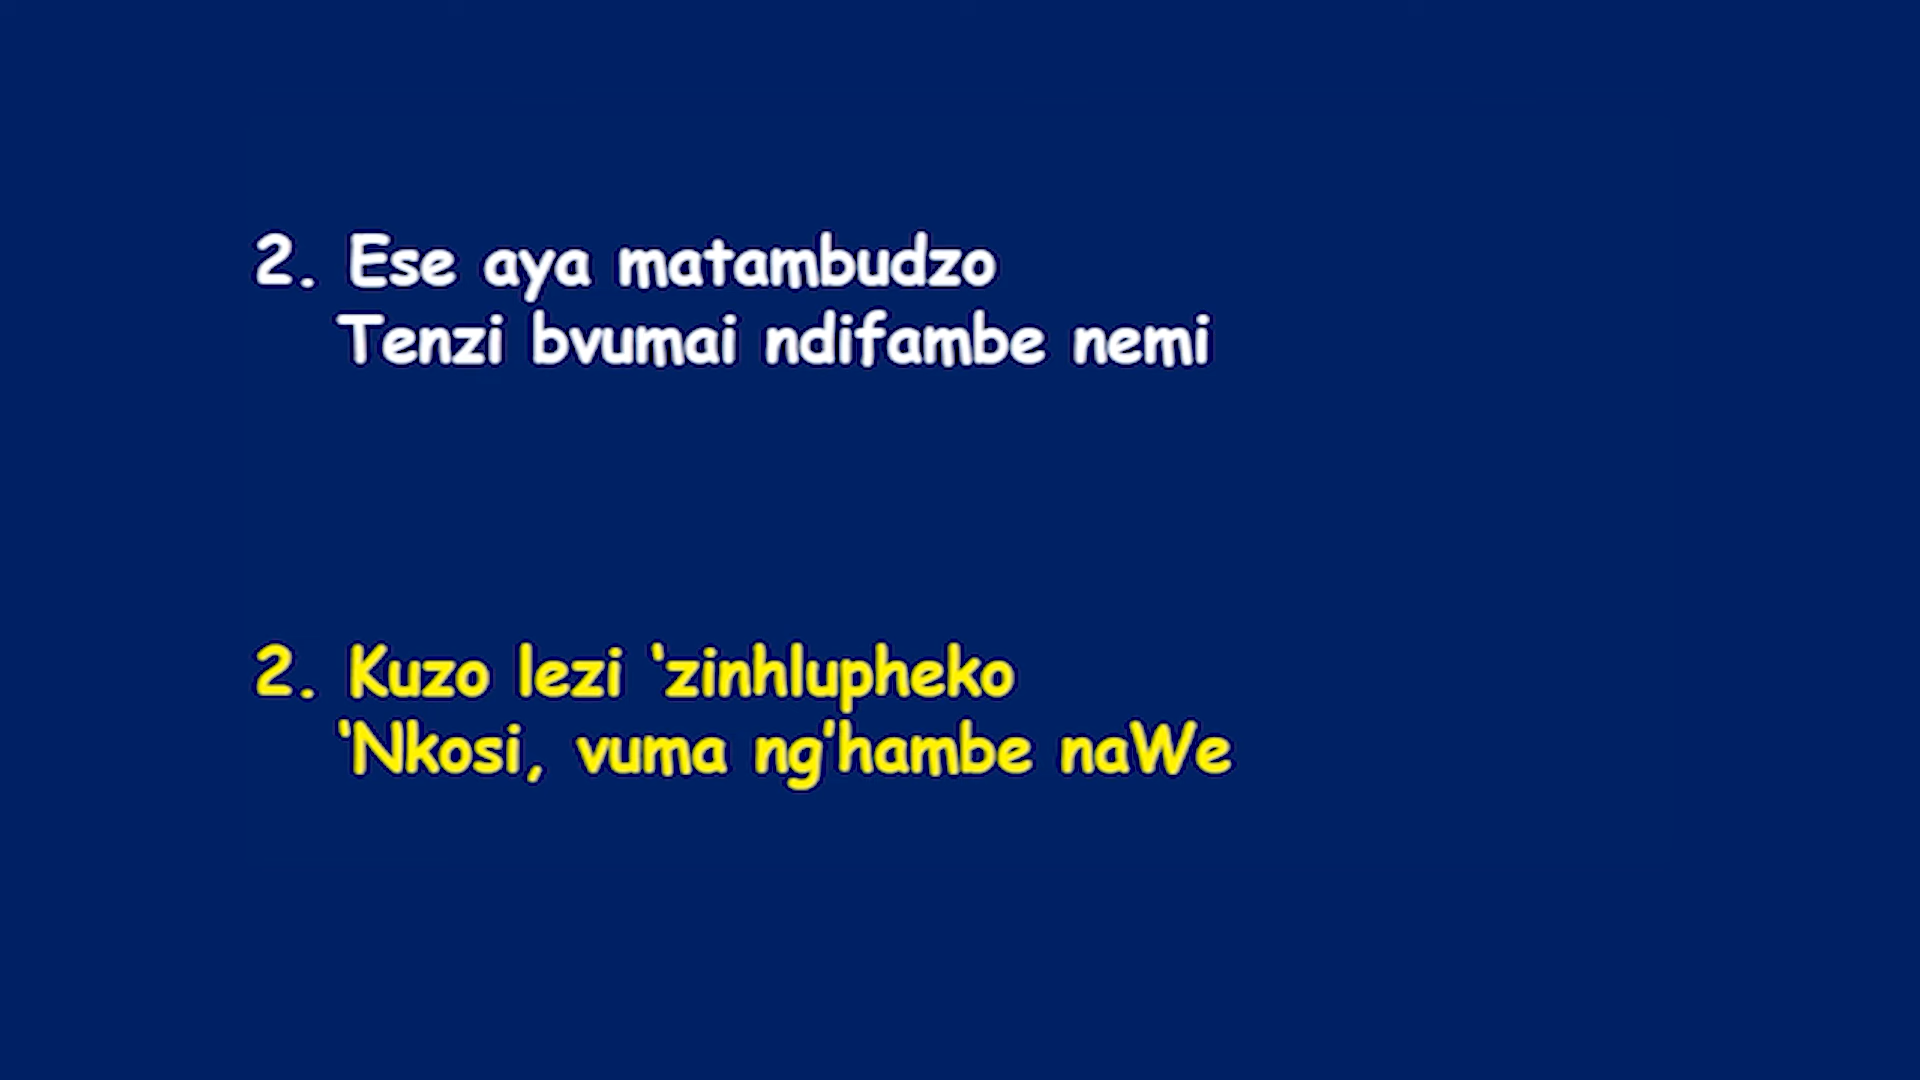 2. Ese aya matambudzo
Tenzi bvumai ndifambe nemi
2. Kuzo lezi ‘zinhlupheko
‘Nkosi, vuma ng’hambe naWe